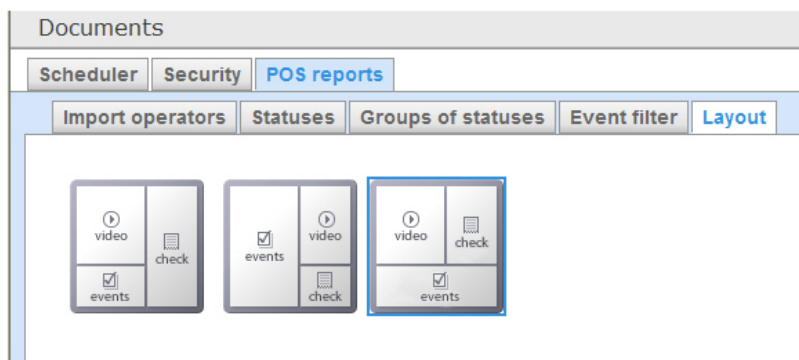 Documents
Scheduler Security POS reports
Import operators Statuses Groups of statuses Event filter Layout
video check events
events video check
video check events